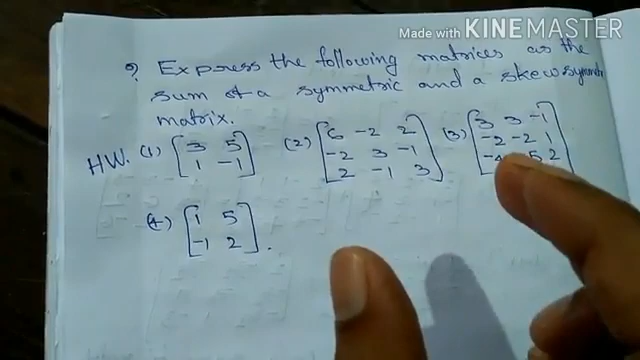 Made with KINEMASTER
? Express the following matrices as the
sum of a symmetric and a skew symmetric
matrix.
HW. (1) [3 5 (2) [6 -2 2 (3) [3 3 -1
1 -1] -2 3 -1 -2 -2 1
2 -1 3] -4 5 2]
(4) [1 5
-1 2].